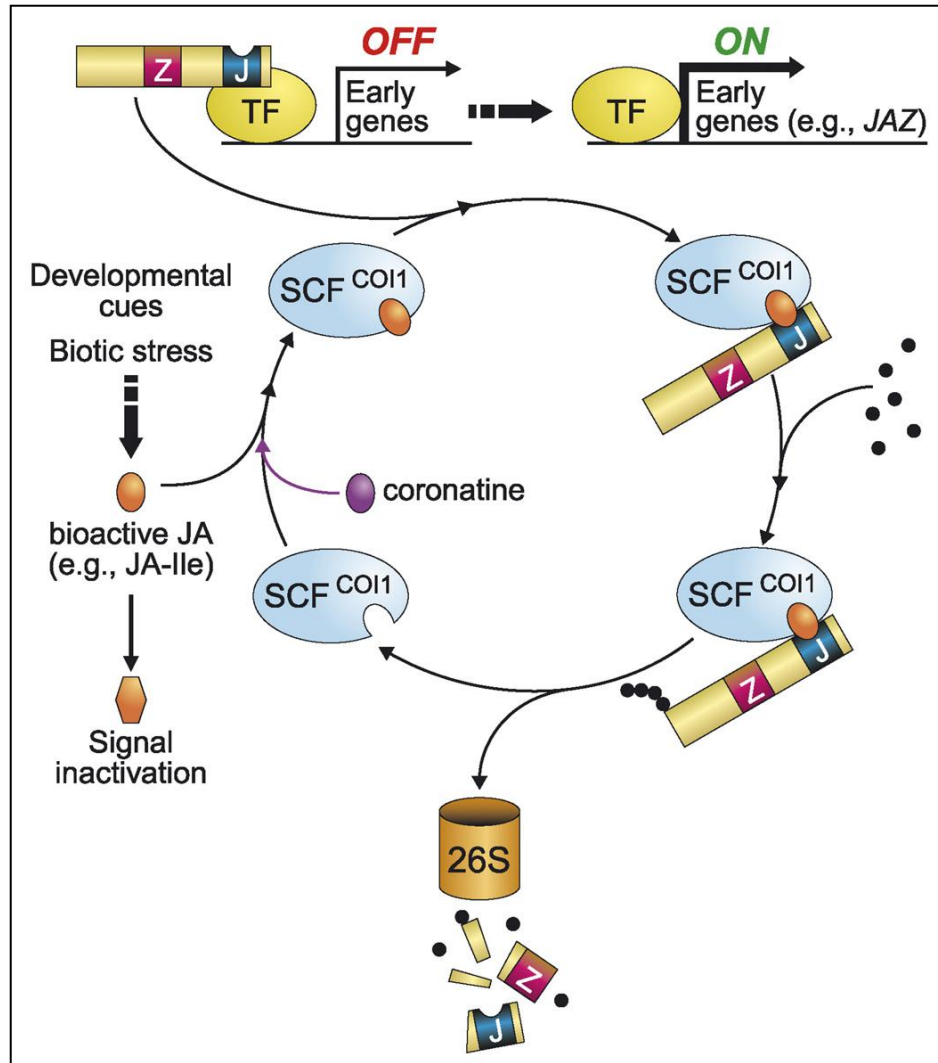 OFF
ON
Z J
TF
Early
genes
TF
Early
genes (e.g., JAZ)
Developmental
cues
Biotic stress
SCF COI1
SCF COI1
J
Z
bioactive JA
(e.g., JA-Ile)
coronatine
SCF COI1
SCF COI1
J
Z
Signal
inactivation
26S
Z
J